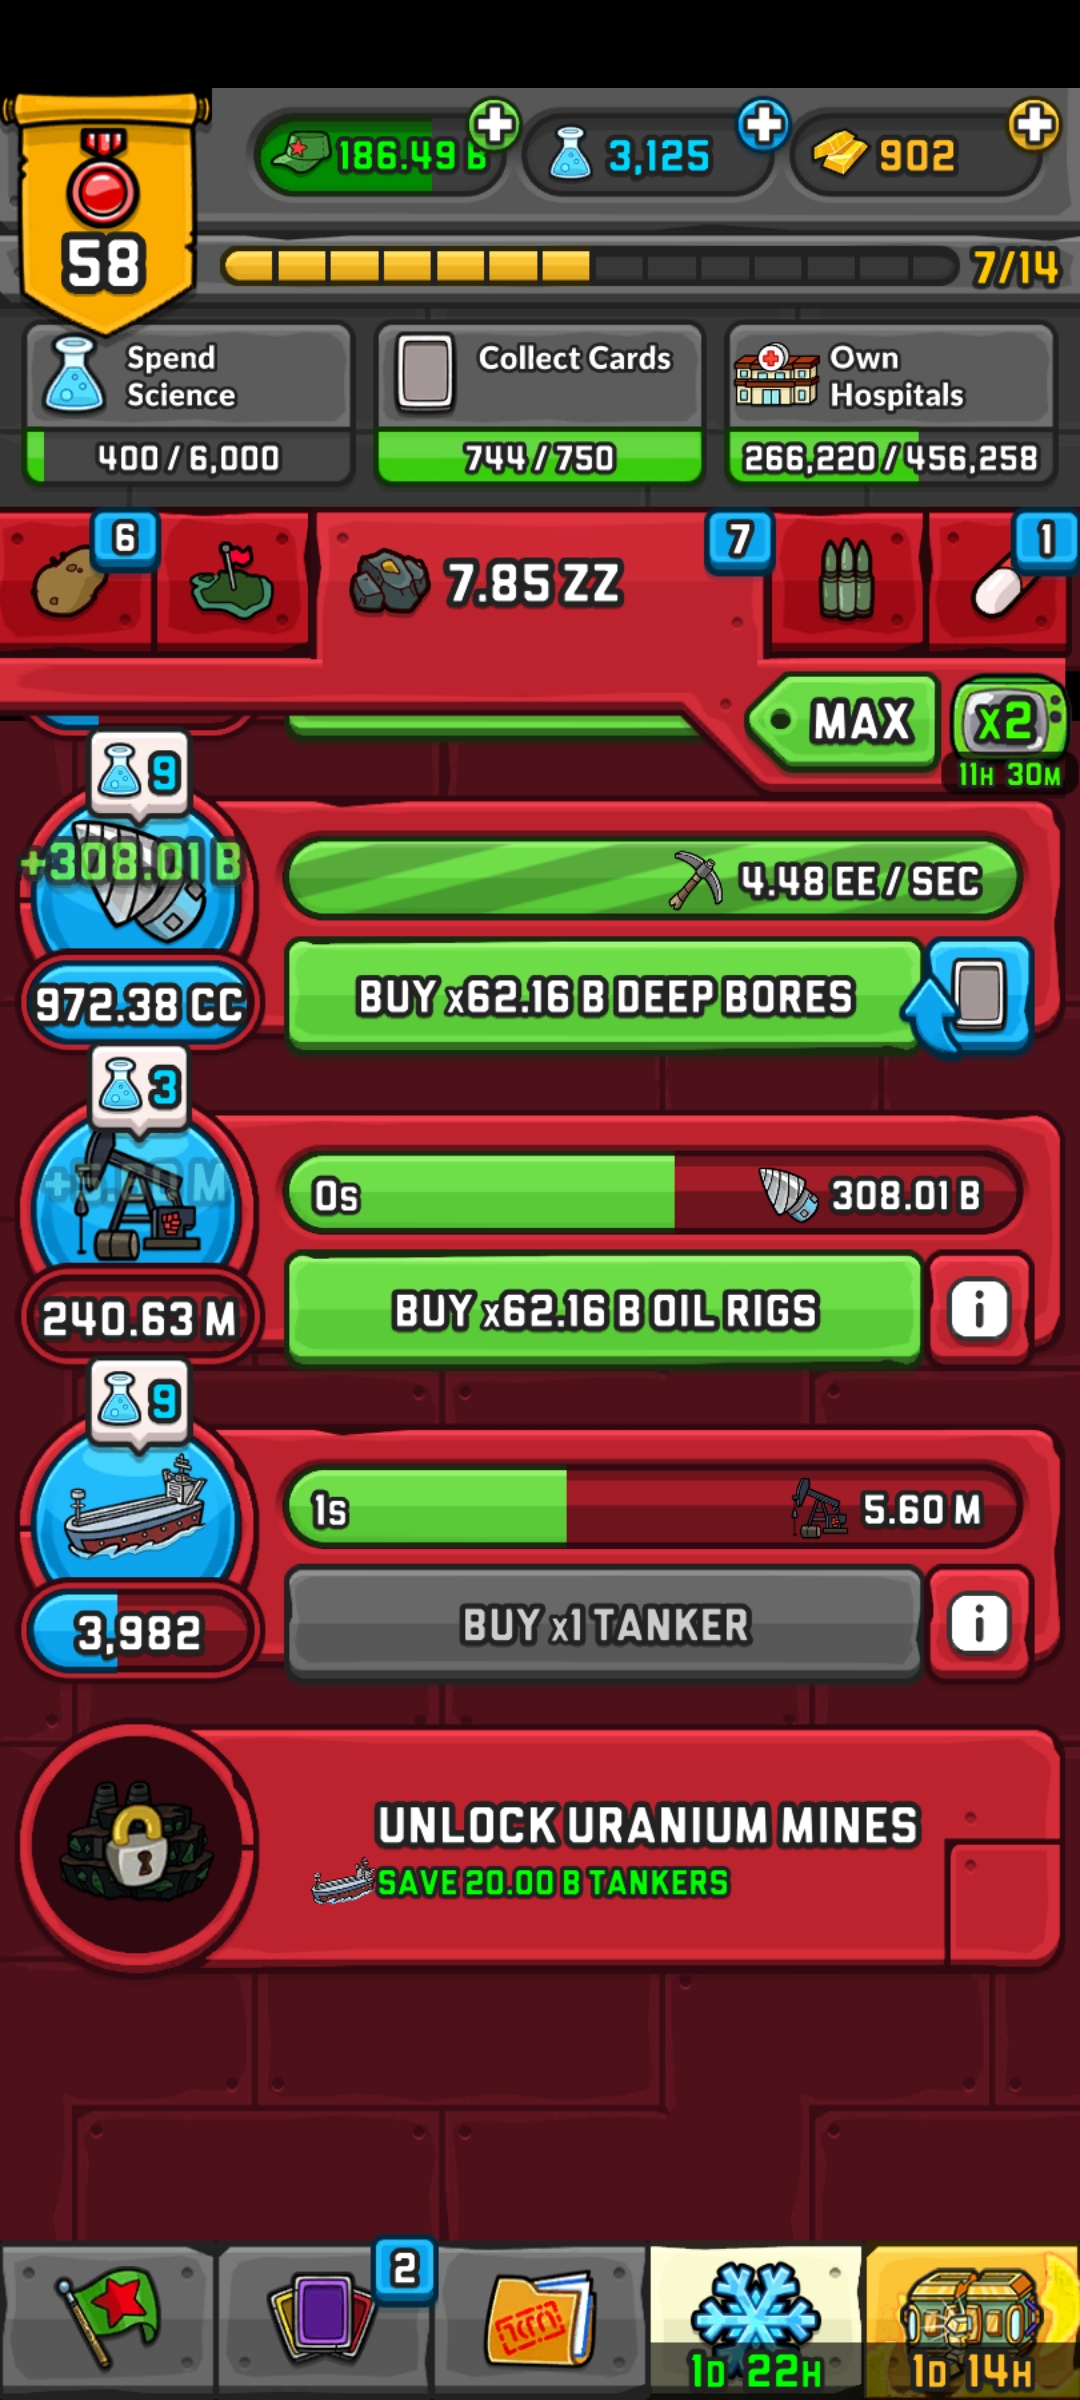 58
186.49 B
3,125
902
7/14
Spend
Science
400 / 6,000
Collect Cards
744 / 750
Own
Hospitals
266,220 / 456,258
6
7.85 ZZ
7
1
MAX
x2
11H 30M
9
+308.01 B
4.48 EE / SEC
972.38 CC
BUY x62.16 B DEEP BORES
3
0s
308.01 B
240.63 M
BUY x62.16 B OIL RIGS
9
1s
5.60 M
3,982
BUY x1 TANKER
UNLOCK URANIUM MINES
SAVE 20.00 B TANKERS
2
1D 22H
1D 14H